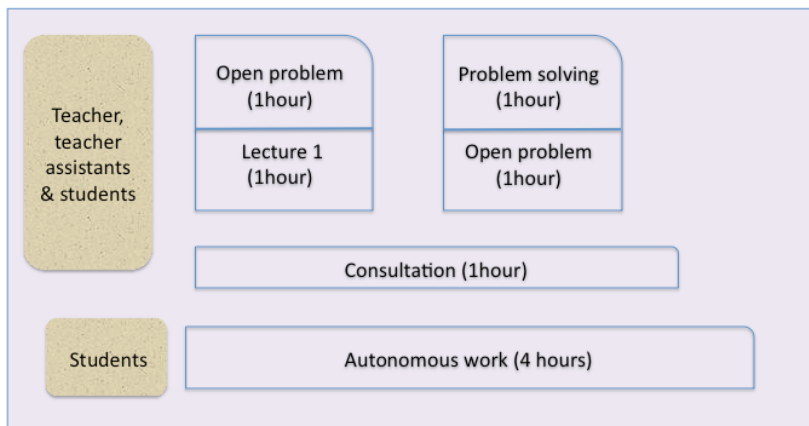 Teacher,
teacher
assistants
& students
Open problem
(1hour)
Lecture 1
(1hour)
Problem solving
(1hour)
Open problem
(1hour)
Consultation (1hour)
Students
Autonomous work (4 hours)